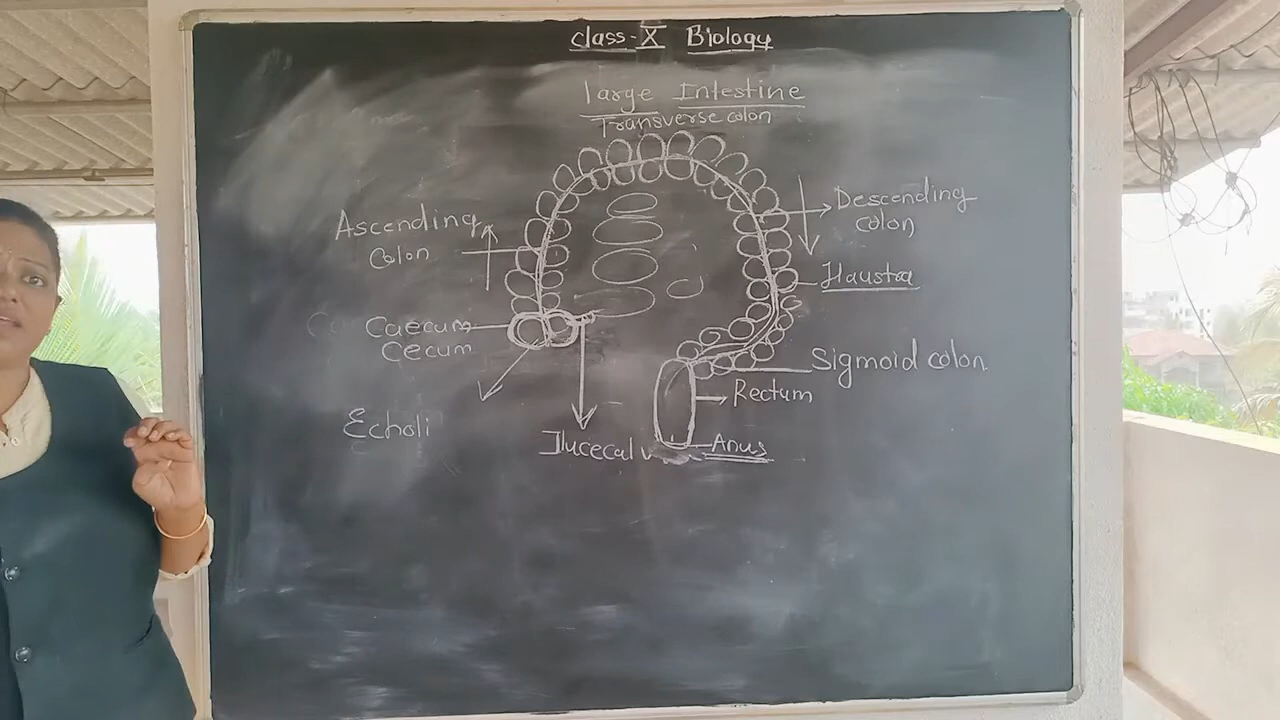 class-X Biology
Large Intestine
Transverse colon
Ascending
colon
Descending
colon
Haustra
Caecum
Cecum
Sigmoid colon
Rectum
Echoli
Ilucecal v
Anus